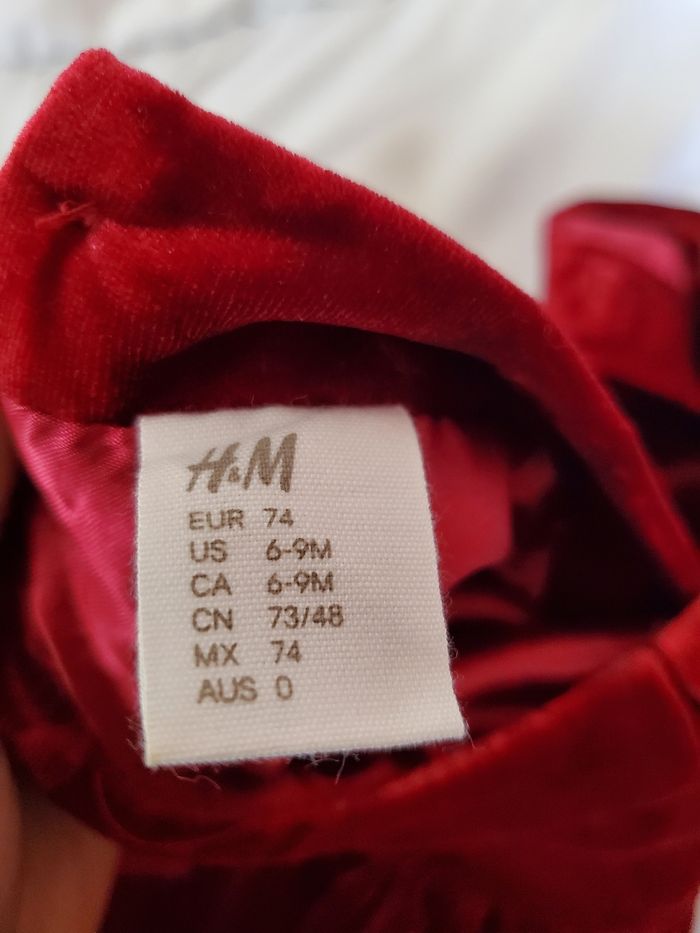 H&M
EUR 74
US 6-9M
CA 6-9M
CN 73/48
MX 74
AUS 0